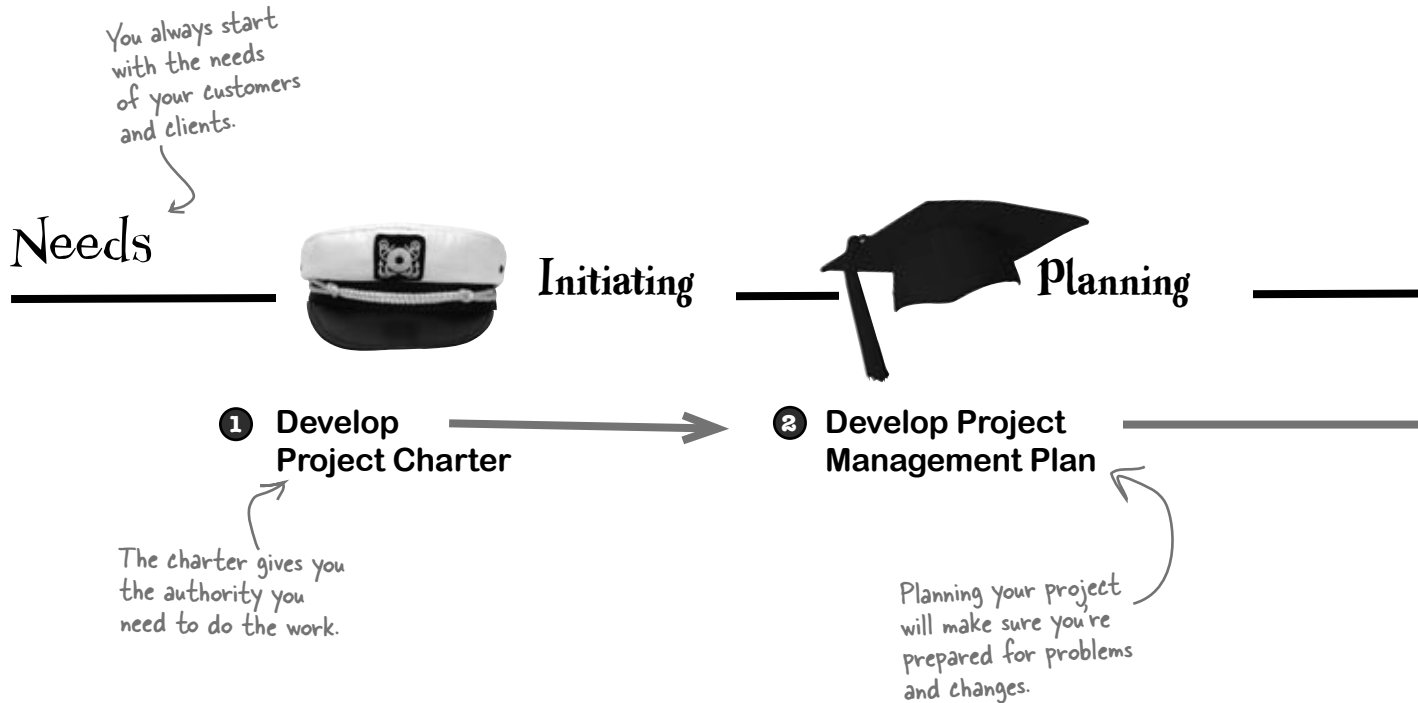 You always start
with the needs
of your customers
and clients.
Needs
Initiating
Planning
1 Develop
Project Charter
2 Develop Project
Management Plan
The charter gives you
the authority you
need to do the work.
Planning your project
will make sure you're
prepared for problems
and changes.